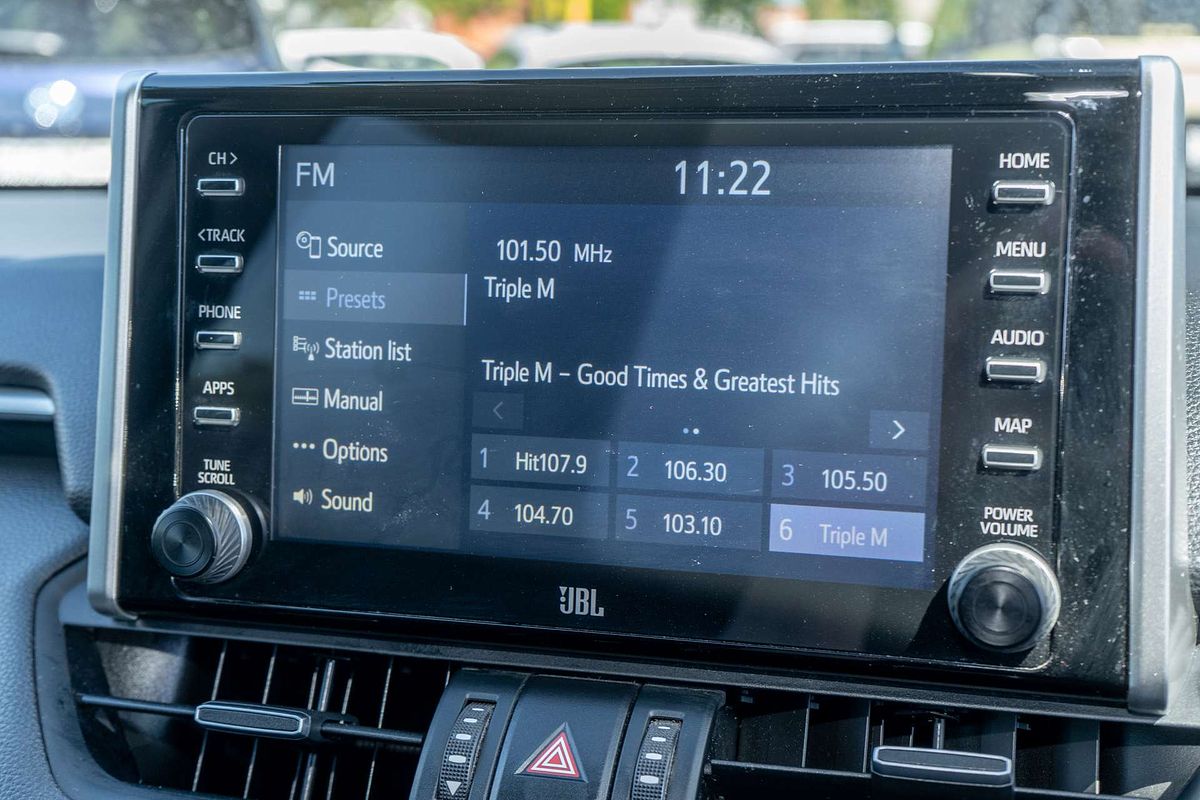 FM
11:22
CH >
< TRACK
PHONE
APPS
TUNE
SCROLL
Source
Presets
Station list
Manual
Options
Sound
101.50 MHz
Triple M
Triple M – Good Times & Greatest Hits
1 Hit107.9
2 106.30
3 105.50
4 104.70
5 103.10
6 Triple M
HOME
MENU
AUDIO
MAP
POWER
VOLUME
JBL